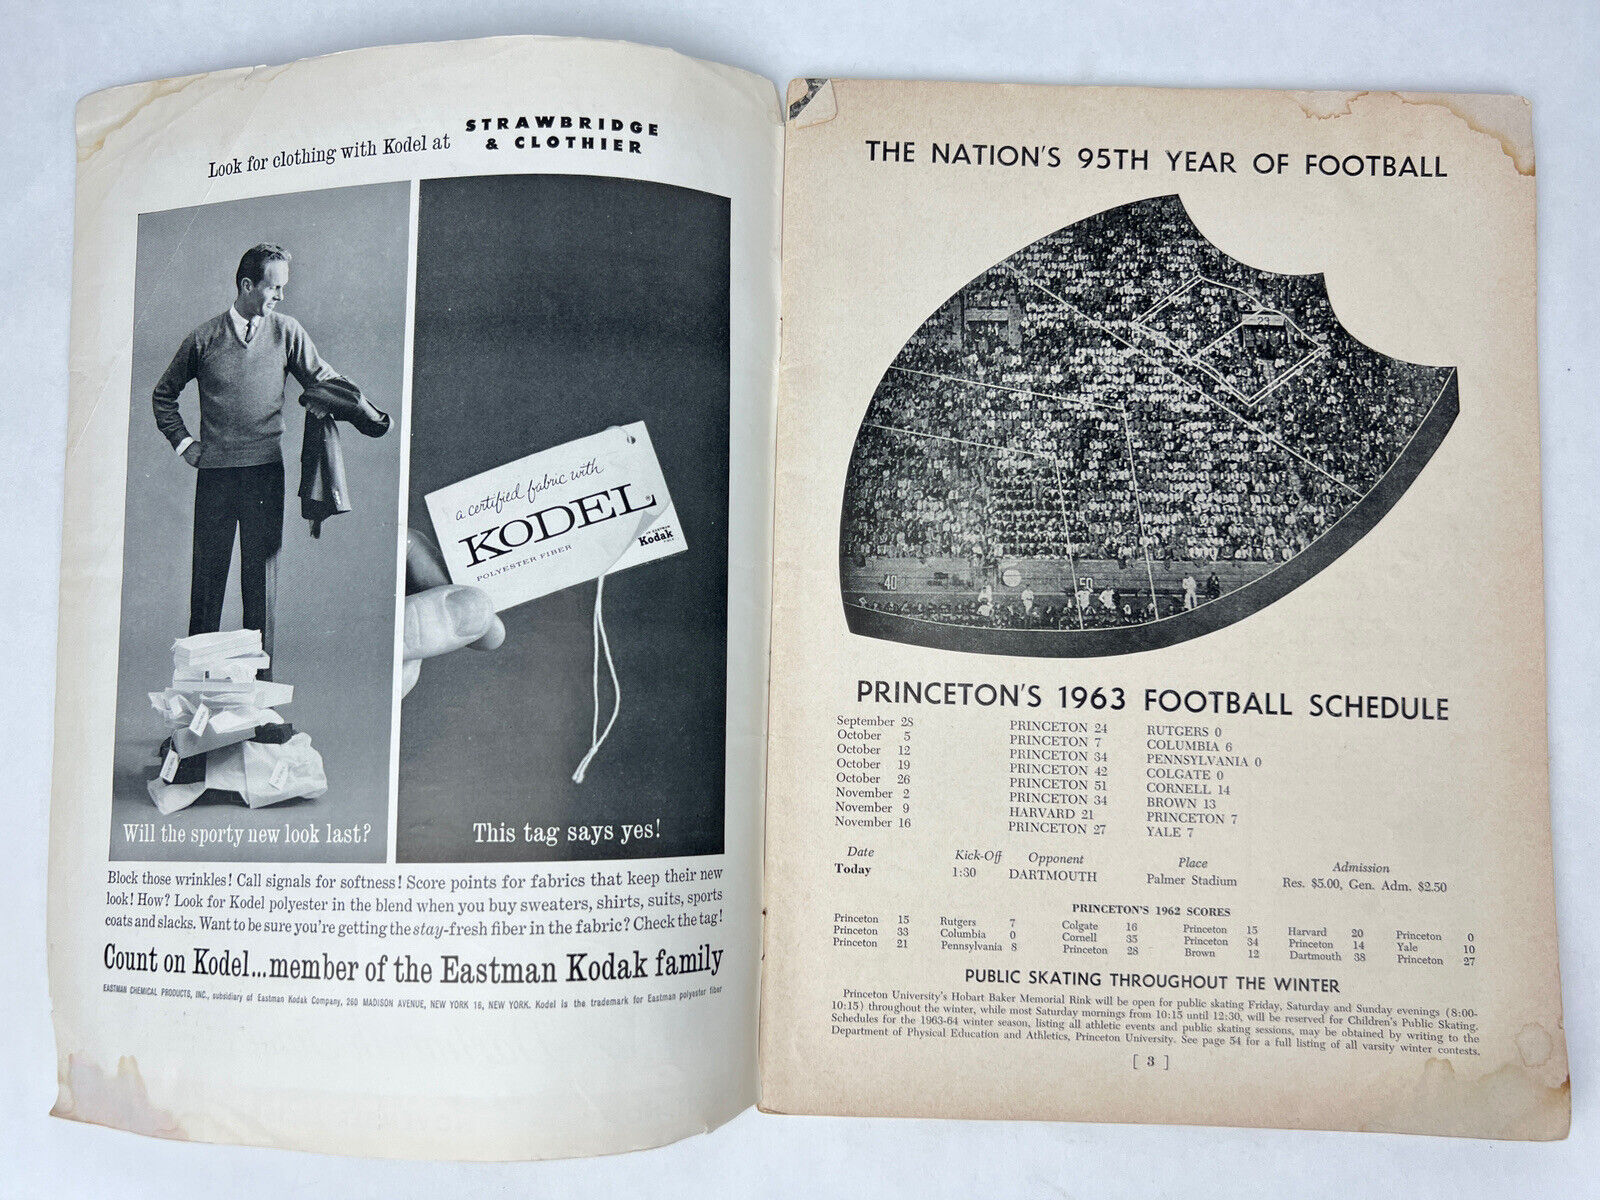 Look for clothing with Kodel at STRAWBRIDGE
& CLOTHIER
a certified fabric with
KODEL®
POLYESTER FIBER
Kodak
Will the sporty new look last?
This tag says yes!
Block those wrinkles! Call signals for softness! Score points for fabrics that keep their new
look! How? Look for Kodel polyester in the blend when you buy sweaters, shirts, suits, sports
coats and slacks. Want to be sure you're getting the stay-fresh fiber in the fabric? Check the tag!
Count on Kodel...member of the Eastman Kodak family
EASTMAN CHEMICAL PRODUCTS, INC., subsidiary of Eastman Kodak Company, 260 MADISON AVENUE, NEW YORK 16, NEW YORK. Kodel is the trademark for Eastman polyester fiber
THE NATION'S 95TH YEAR OF FOOTBALL
23
40
50
PRINCETON'S 1963 FOOTBALL SCHEDULE
September 28 PRINCETON 24 RUTGERS 0
October 5 PRINCETON 7 COLUMBIA 6
October 12 PRINCETON 34 PENNSYLVANIA 0
October 19 PRINCETON 42 COLGATE 0
October 26 PRINCETON 51 CORNELL 14
November 2 PRINCETON 34 BROWN 13
November 9 HARVARD 21 PRINCETON 7
November 16 PRINCETON 27 YALE 7
Date Kick-Off Opponent Place Admission
Today 1:30 DARTMOUTH Palmer Stadium Res. $5.00, Gen. Adm. $2.50
PRINCETON'S 1962 SCORES
Princeton 15 Rutgers 7 Colgate 16 Princeton 15 Harvard 20 Princeton 0
Princeton 33 Columbia 0 Cornell 35 Princeton 34 Princeton 14 Yale 10
Princeton 21 Pennsylvania 8 Princeton 28 Brown 12 Dartmouth 38 Princeton 27
PUBLIC SKATING THROUGHOUT THE WINTER
Princeton University's Hobart Baker Memorial Rink will be open for public skating Friday, Saturday and Sunday evenings (8:00-
10:15) throughout the winter, while most Saturday mornings from 10:15 until 12:30, will be reserved for Children's Public Skating.
Schedules for the 1963-64 winter season, listing all athletic events and public skating sessions, may be obtained by writing to the
Department of Physical Education and Athletics, Princeton University. See page 54 for a full listing of all varsity winter contests.
[ 3 ]